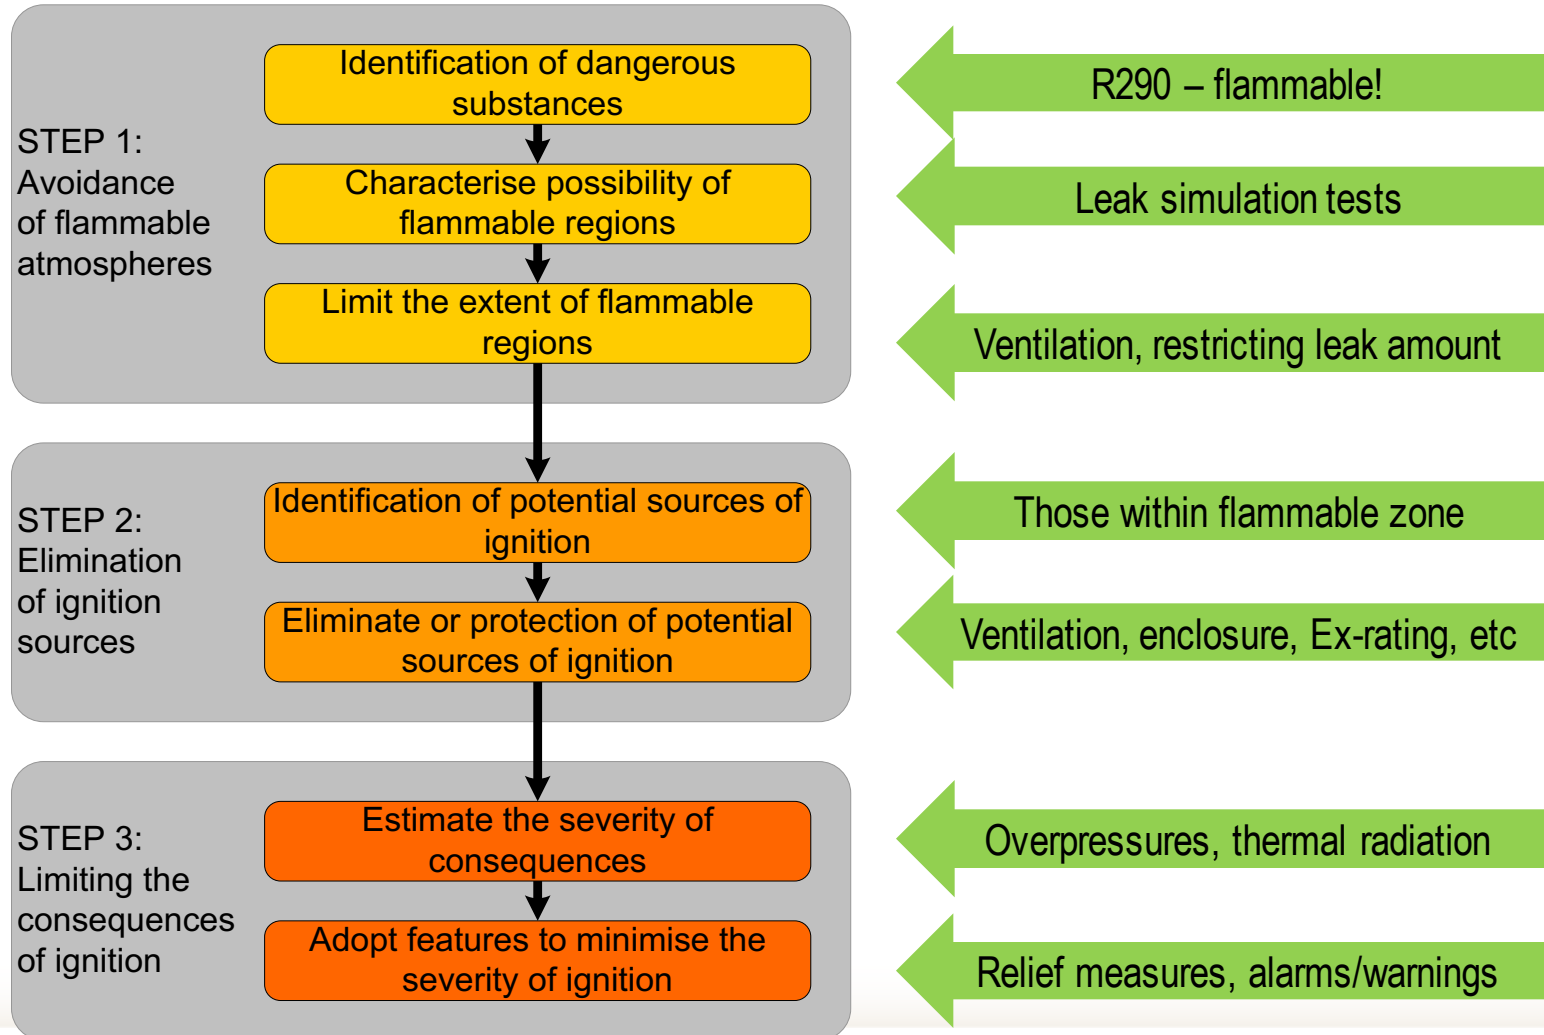 STEP 1:
Avoidance
of flammable
atmospheres
Identification of dangerous
substances
R290 – flammable!
Characterise possibility of
flammable regions
Leak simulation tests
Limit the extent of flammable
regions
Ventilation, restricting leak amount
STEP 2:
Elimination
of ignition
sources
Identification of potential sources of
ignition
Those within flammable zone
Eliminate or protection of potential
sources of ignition
Ventilation, enclosure, Ex-rating, etc
STEP 3:
Limiting the
consequences
of ignition
Estimate the severity of
consequences
Overpressures, thermal radiation
Adopt features to minimise the
severity of ignition
Relief measures, alarms/warnings